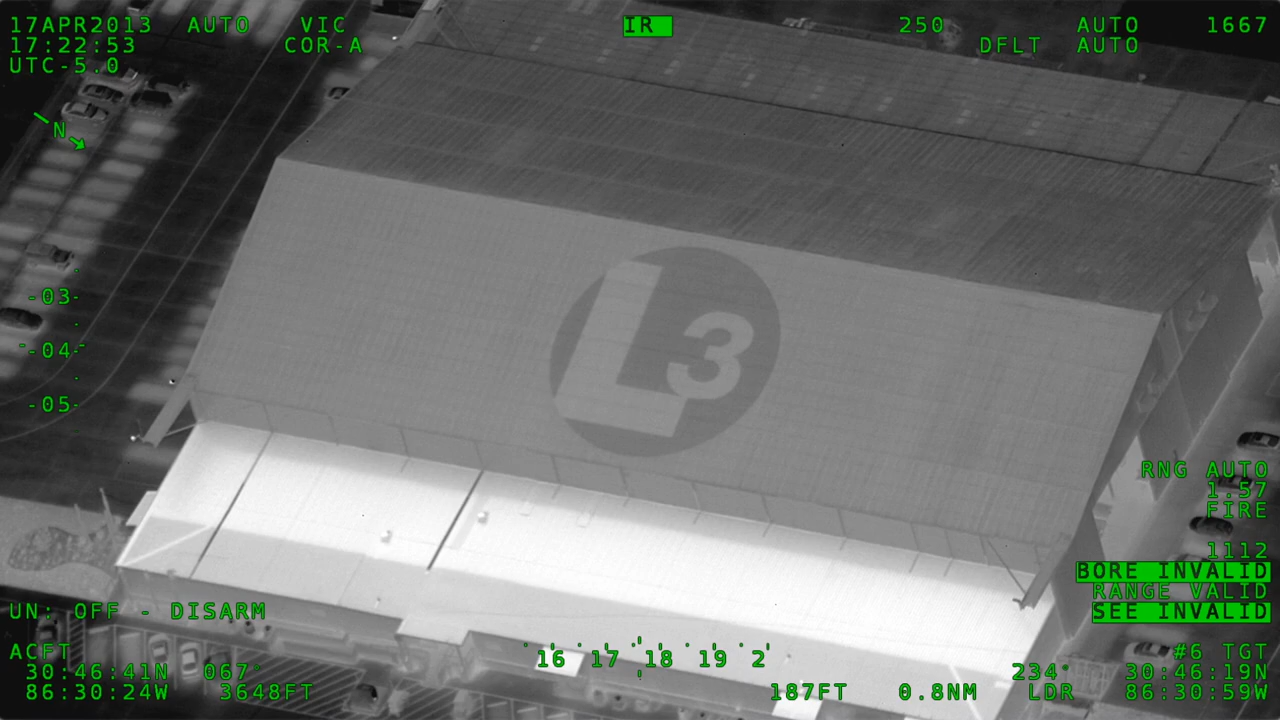 17APR2013 AUTO VIC IR 250 AUTO 1667
17:22:53 COR-A DFLT AUTO
UTC-5.0
N
-03-
-04-
-05-
L3
RNG AUTO
1.57
FIRE
1112
BORE INVALID
RANGE VALID
SEE INVALID
UN: OFF - DISARM
ACFT 16 17 18 19 2 #6 TGT
30:46:41N 067° 234° 30:46:19N
86:30:24W 3648FT 187FT 0.8NM LDR 86:30:59W